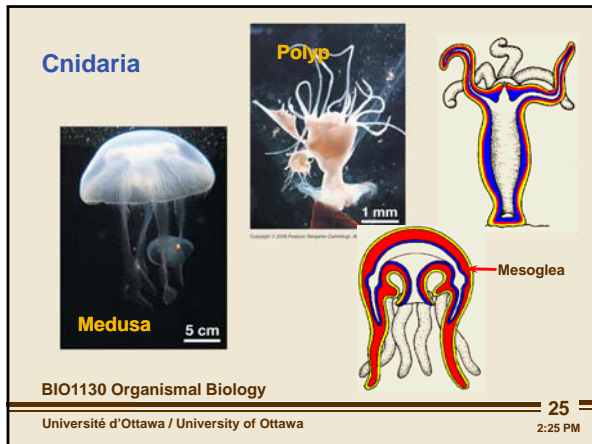 Cnidaria
Polyp
1 mm
Mesoglea
Medusa
5 cm
BIO1130 Organismal Biology
25
Université d'Ottawa / University of Ottawa
2:25 PM